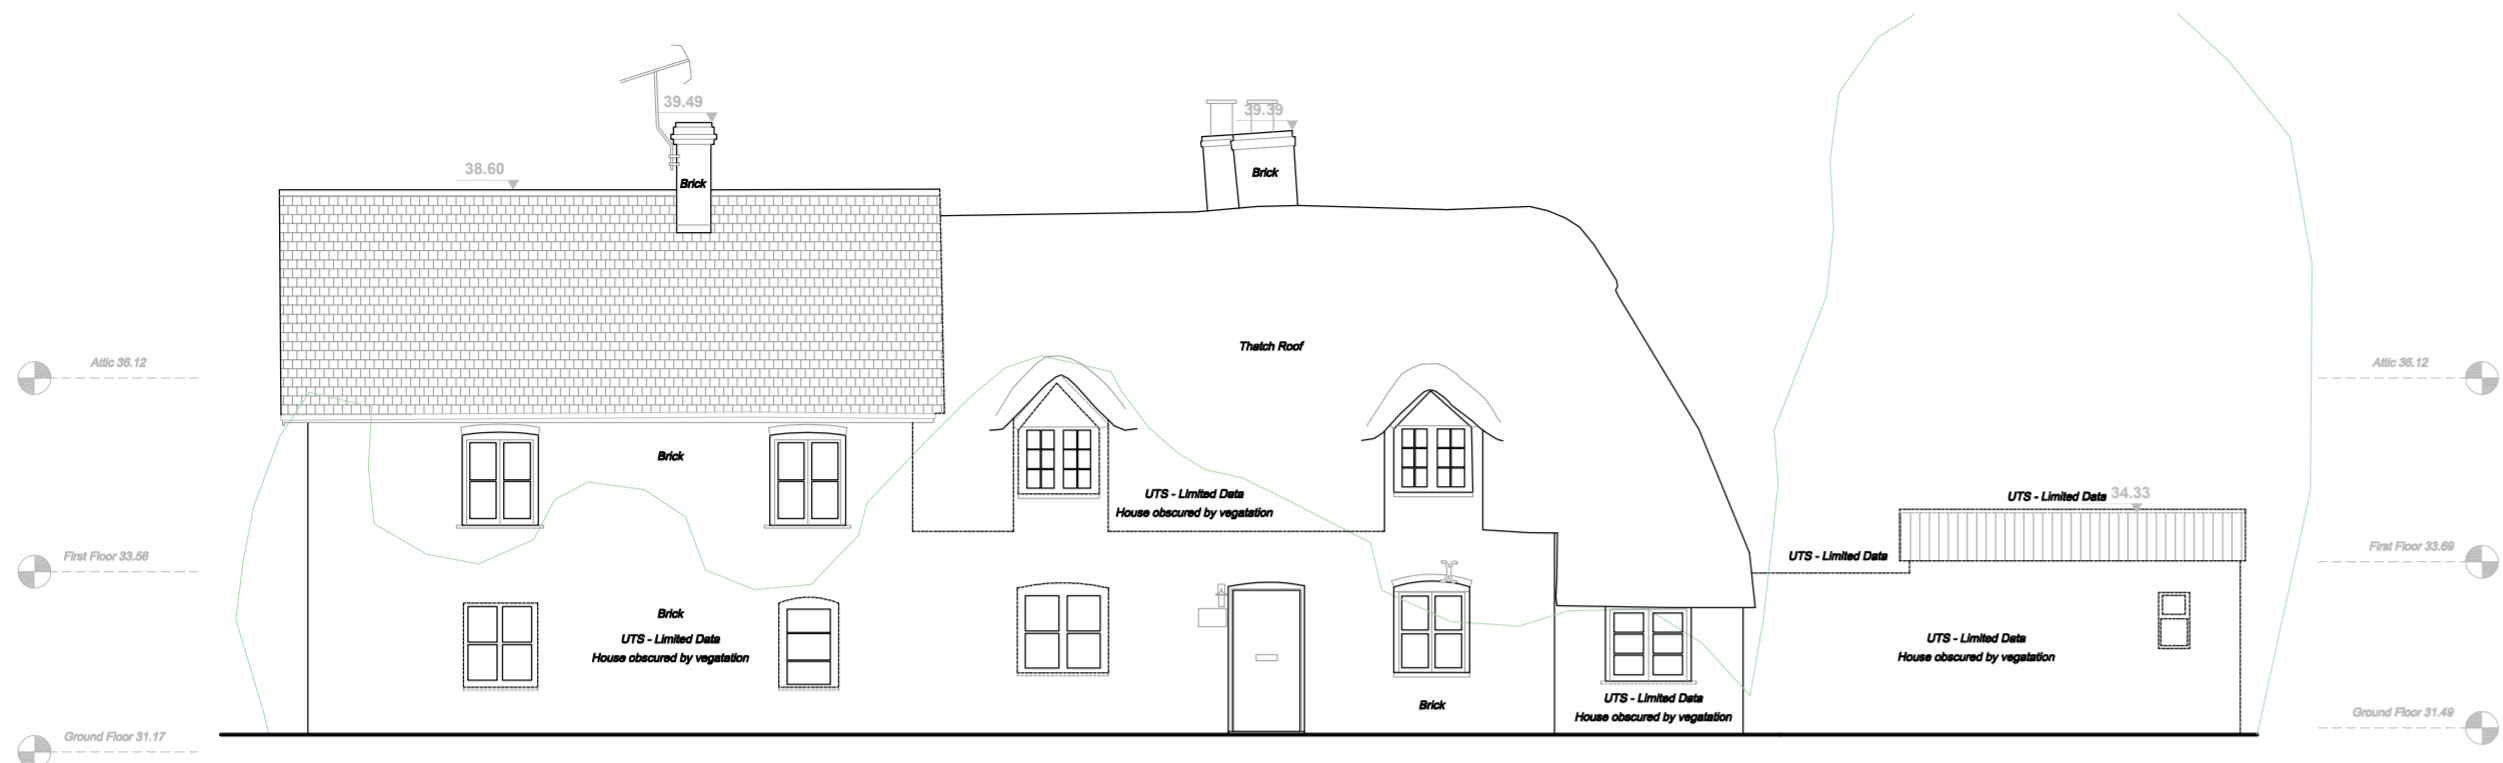 39.49
39.39
38.60
Brick
Brick
Thatch Roof
Attic 36.12
Attic 36.12
Brick
UTS - Limited Data
House obscured by vegatation
UTS - Limited Data
34.33
First Floor 33.56
UTS - Limited Data
First Floor 33.69
Brick
UTS - Limited Data
House obscured by vegatation
UTS - Limited Data
House obscured by vegatation
Brick
UTS - Limited Data
House obscured by vegatation
Ground Floor 31.17
Ground Floor 31.49